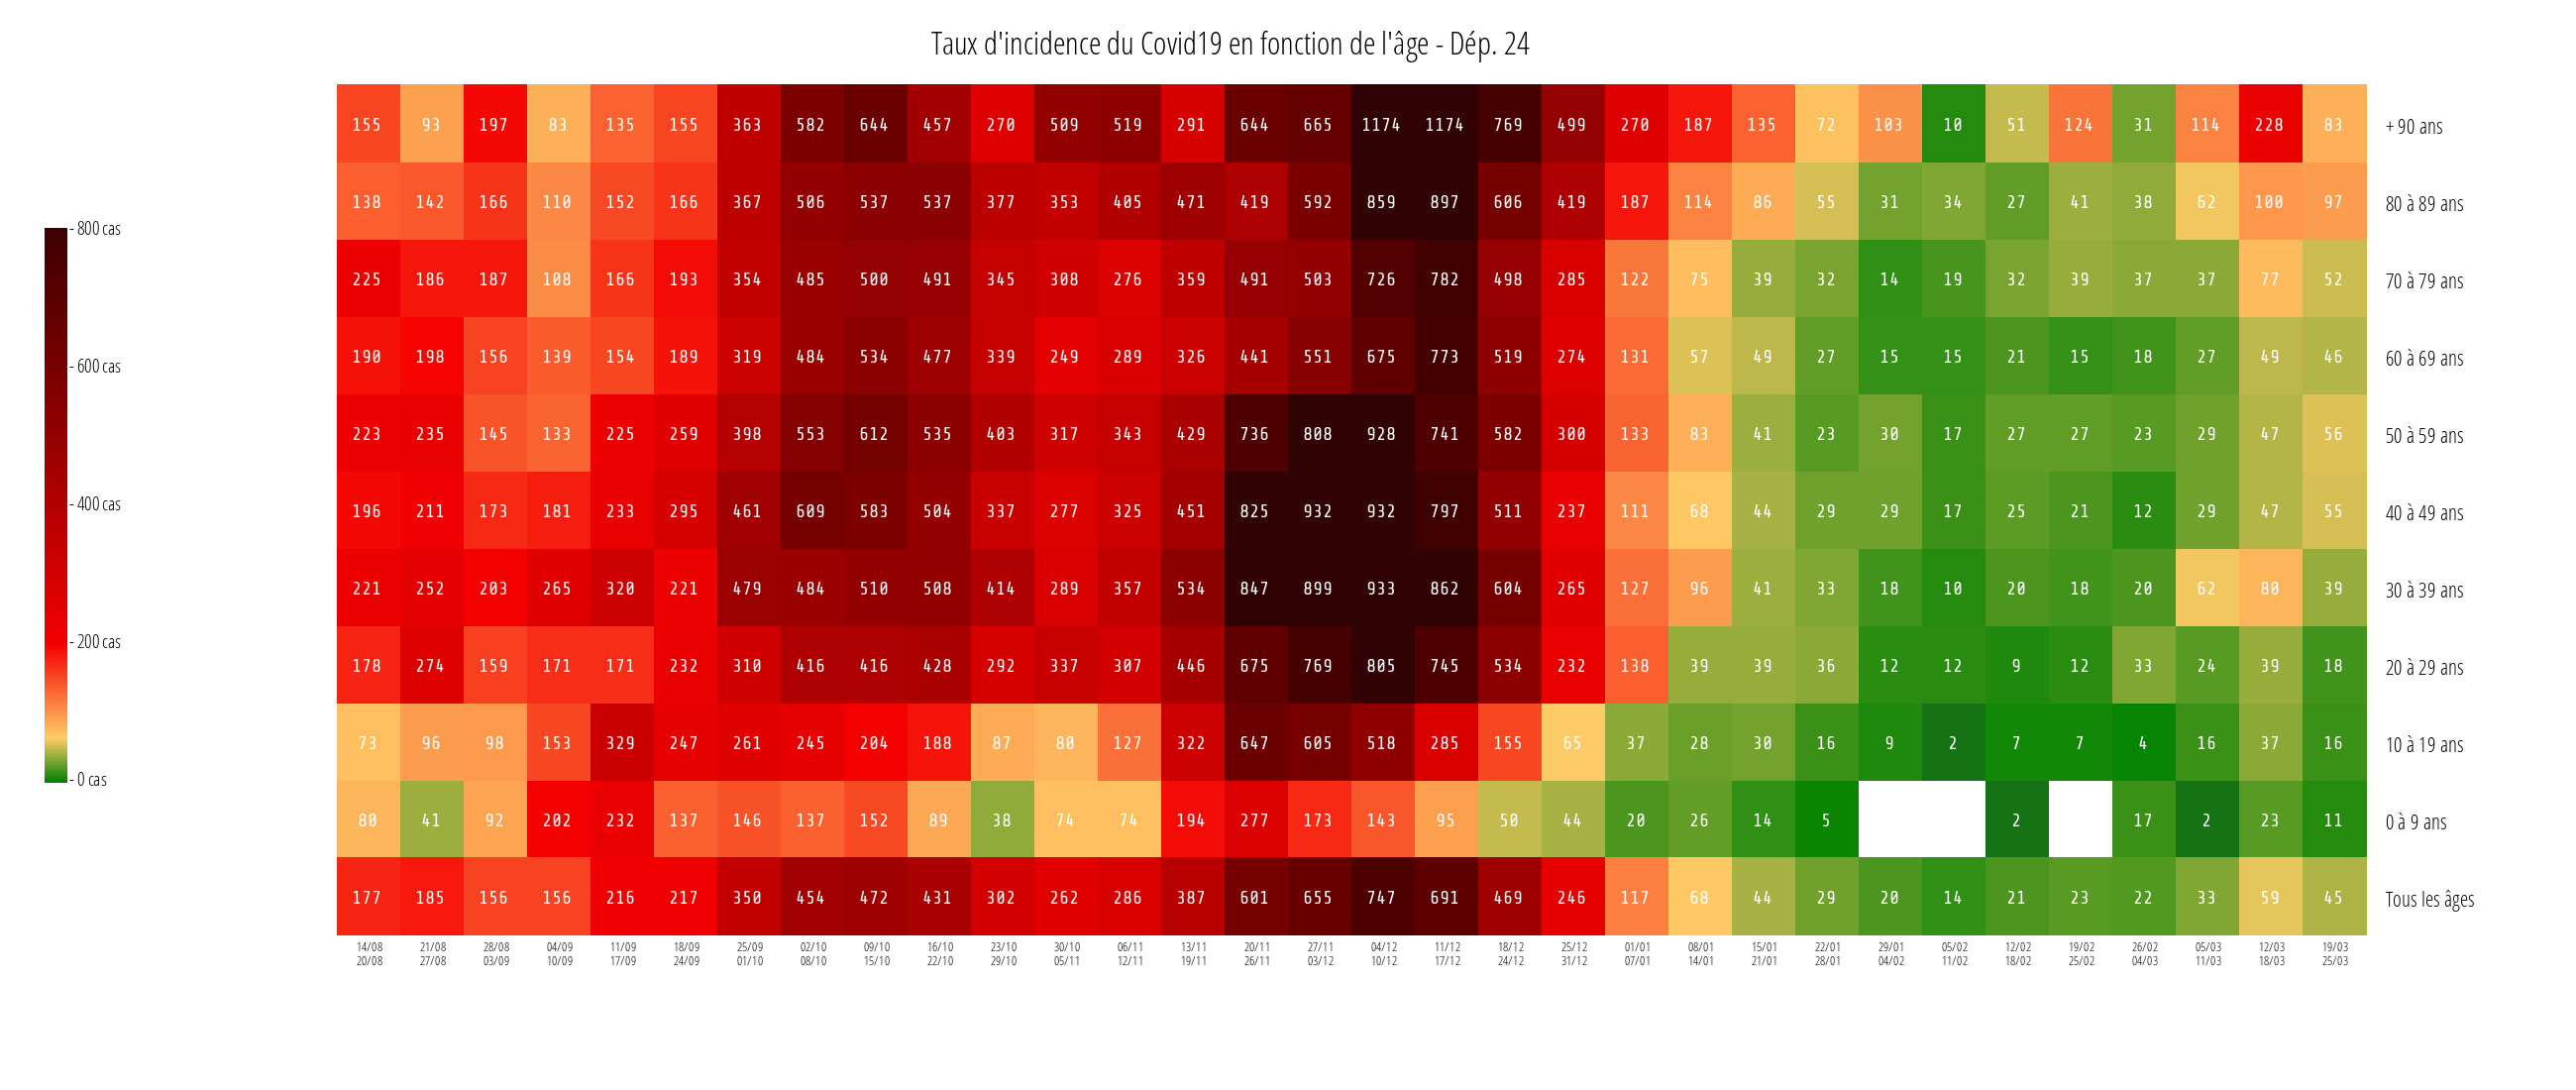 Taux d'incidence du Covid19 en fonction de l'âge - Dép. 24
155 93 197 83 135 155 363 582 644 457 270 509 519 291 644 665 1174 1174 769 499 270 187 135 72 103 10 51 124 31 114 228 83 + 90 ans
138 142 166 110 152 166 367 506 537 537 377 353 405 471 419 592 859 897 606 419 187 114 86 55 31 34 27 41 38 62 100 97 80 à 89 ans
225 186 187 108 166 193 354 485 500 491 345 308 276 359 491 503 726 782 498 285 122 75 39 32 14 19 32 39 37 37 77 52 70 à 79 ans
190 198 156 139 154 189 319 484 534 477 339 249 289 326 441 551 675 773 519 274 131 57 49 27 15 15 21 15 18 27 49 46 60 à 69 ans
223 235 145 133 225 259 398 553 612 535 403 317 343 429 736 808 928 741 582 300 133 83 41 23 30 17 27 27 23 29 47 56 50 à 59 ans
196 211 173 181 233 295 461 609 583 504 337 277 325 451 825 932 932 797 511 237 111 68 44 29 29 17 25 21 12 29 47 55 40 à 49 ans
221 252 203 265 320 221 479 484 510 508 414 289 357 534 847 899 933 862 604 265 127 96 41 33 18 10 20 18 20 62 80 39 30 à 39 ans
178 274 159 171 171 232 310 416 416 428 292 337 307 446 675 769 805 745 534 232 138 39 39 36 12 12 9 12 33 24 39 18 20 à 29 ans
73 96 98 153 329 247 261 245 204 188 87 80 127 322 647 605 518 285 155 65 37 28 30 16 9 2 7 7 4 16 37 16 10 à 19 ans
80 41 92 202 232 137 146 137 152 89 38 74 74 194 277 173 143 95 50 44 20 26 14 5 2 17 2 23 11 0 à 9 ans
177 185 156 156 216 217 350 454 472 431 302 262 286 387 601 655 747 691 469 246 117 68 44 29 20 14 21 23 22 33 59 45 Tous les âges
14/08 21/08 28/08 04/09 11/09 18/09 25/09 02/10 09/10 16/10 23/10 30/10 06/11 13/11 20/11 27/11 04/12 11/12 18/12 25/12 01/01 08/01 15/01 22/01 29/01 05/02 12/02 19/02 26/02 05/03 12/03 19/03
20/08 27/08 03/09 10/09 17/09 24/09 01/10 08/10 15/10 22/10 29/10 05/11 12/11 19/11 26/11 03/12 10/12 17/12 24/12 31/12 07/01 14/01 21/01 28/01 04/02 11/02 18/02 25/02 04/03 11/03 18/03 25/03
- 800 cas
- 600 cas
- 400 cas
- 200 cas
- 0 cas